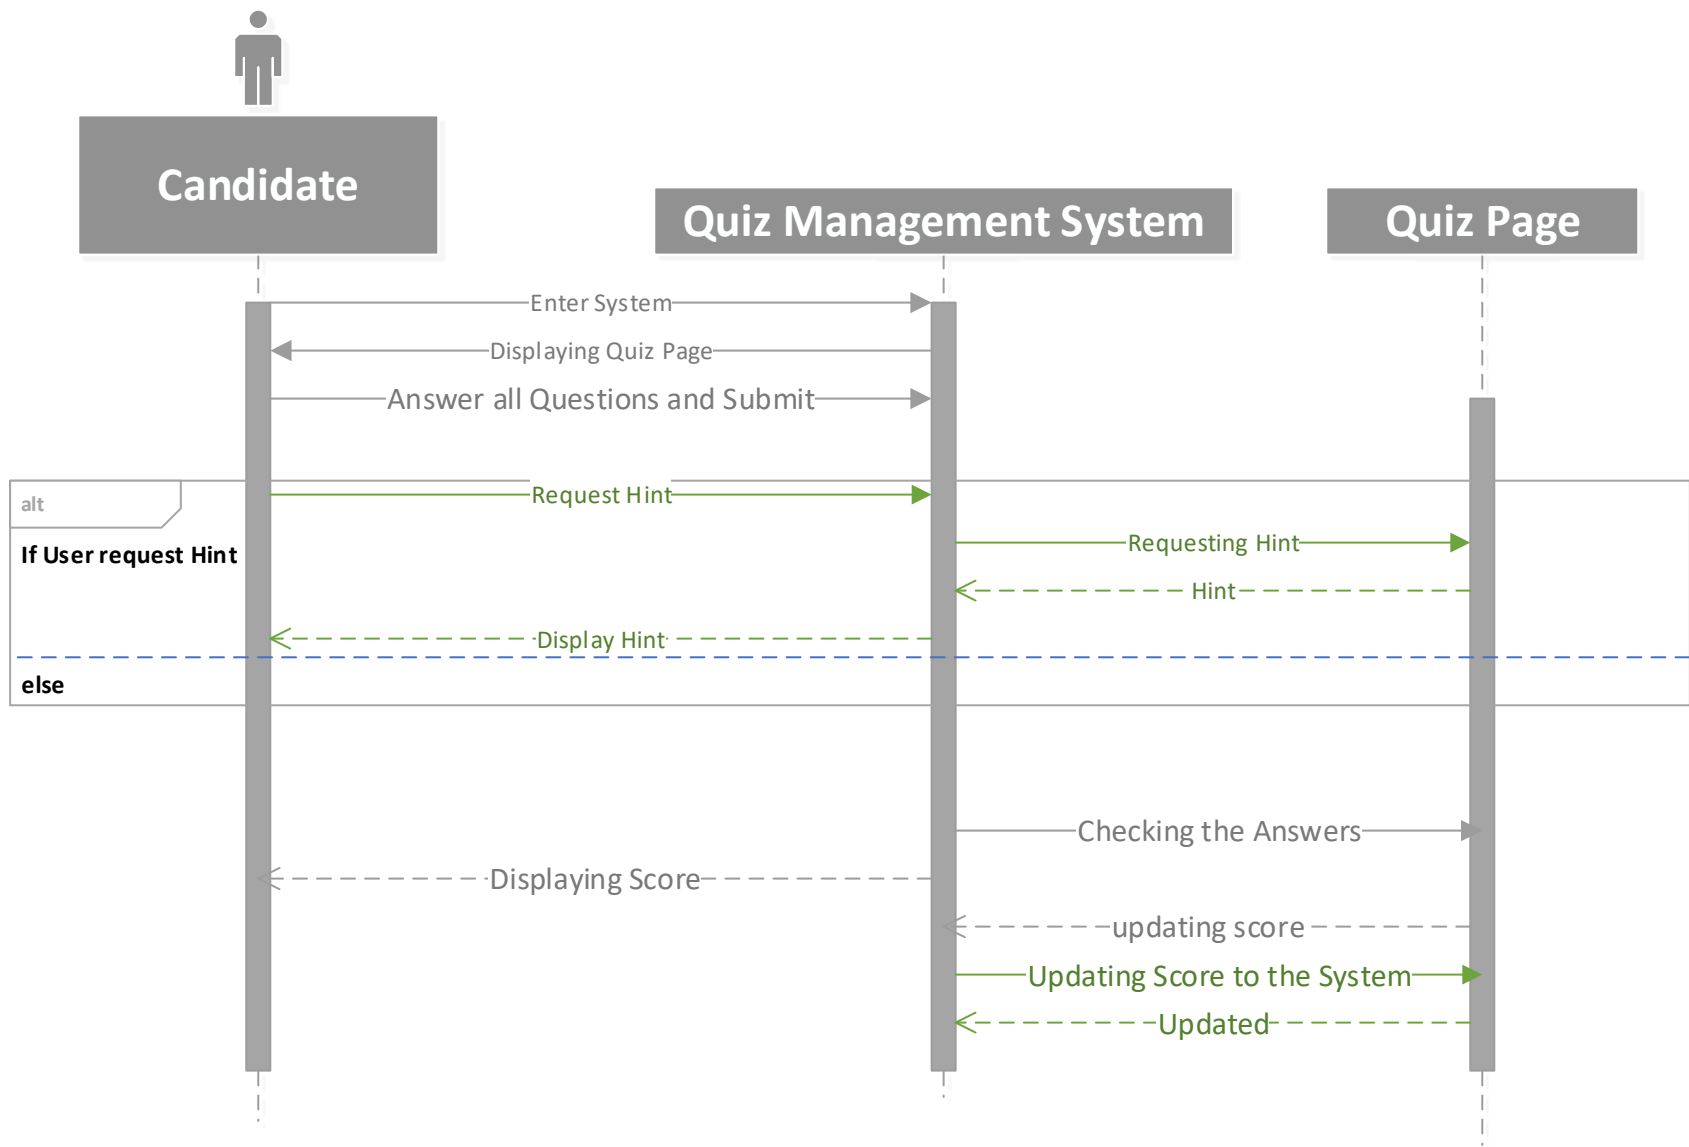 Candidate
Quiz Management System
Quiz Page
Enter System
Displaying Quiz Page
Answer all Questions and Submit
alt
Request Hint
If User request Hint
Requesting Hint
Hint
Display Hint
else
Checking the Answers
Displaying Score
updating score
Updating Score to the System
Updated